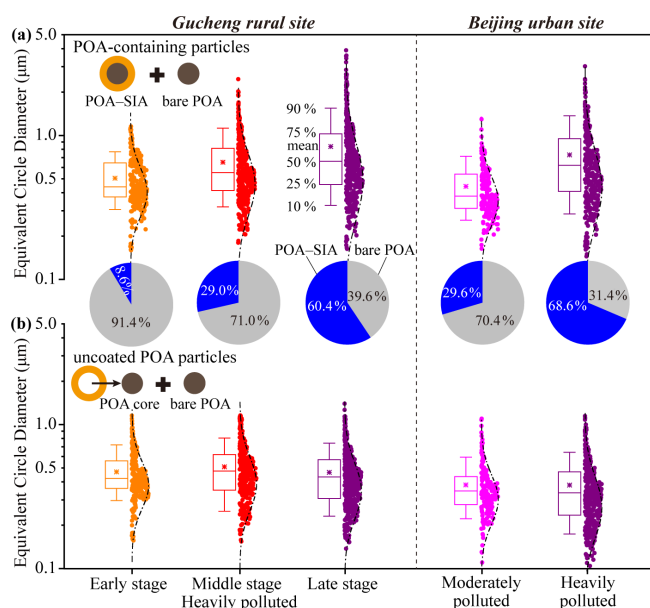 Gucheng rural site
Beijing urban site
(a)
5.0
POA-containing particles
POA–SIA
bare POA
1.0
0.5
0.1
Equivalent Circle Diameter (μm)
90 %
75 %
mean
50 %
25 %
10 %
POA–SIA
bare POA
8.6%
91.4%
29.0%
71.0%
60.4%
39.6%
29.6%
70.4%
68.6%
31.4%
(b)
5.0
uncoated POA particles
POA core
bare POA
1.0
0.5
0.1
Equivalent Circle Diameter (μm)
Early stage
Middle stage
Heavily polluted
Late stage
Moderately
polluted
Heavily
polluted